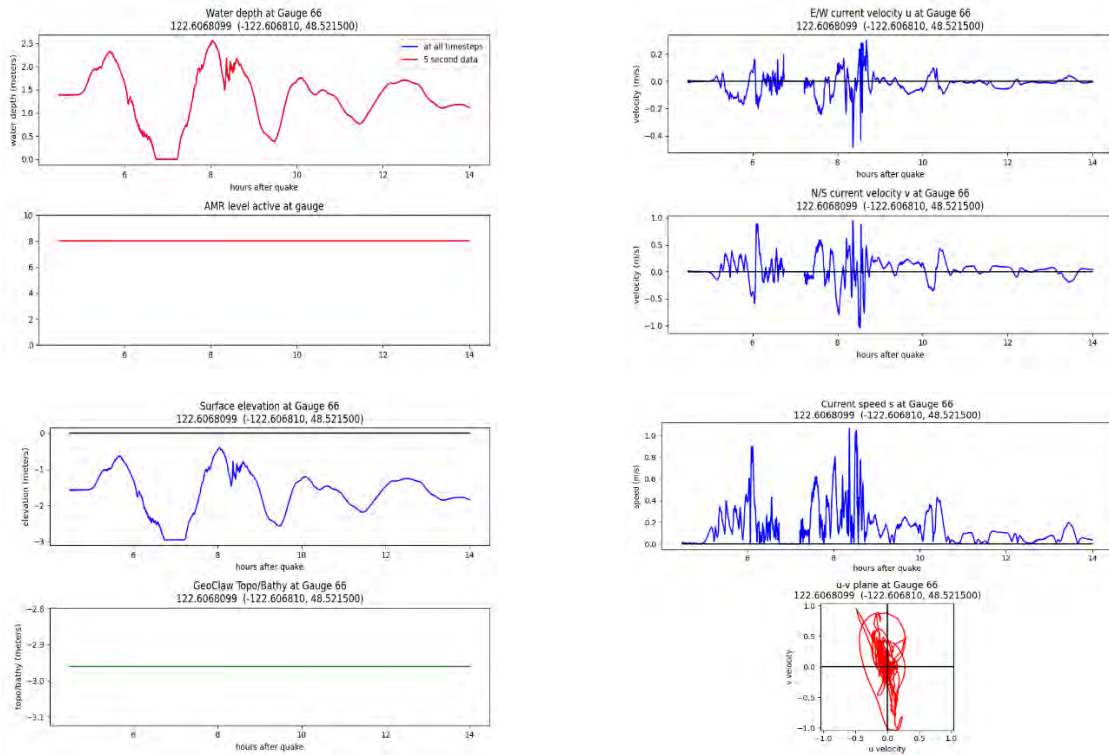 Water depth at Gauge 66
122.6068099 (-122.606810, 48.521500)
2.5
2.0
1.5
1.0
0.5
0.0
water depth (meters)
at all timesteps
5 second data
6
8
10
12
14
hours after quake
AMR level active at gauge
10
8
6
4
2
0
6
8
10
12
14
hours after quake
Surface elevation at Gauge 66
122.6068099 (-122.606810, 48.521500)
0
−1
−2
−3
elevation (meters)
6
8
10
12
14
hours after quake
GeoClaw Topo/Bathy at Gauge 66
122.6068099 (-122.606810, 48.521500)
−2.8
−2.9
−3.0
−3.1
topo/bathy (meters)
6
8
10
12
14
hours after quake
E/W current velocity u at Gauge 66
122.6068099 (-122.606810, 48.521500)
0.2
0.0
−0.2
−0.4
velocity (m/s)
6
8
10
12
14
hours after quake
N/S current velocity v at Gauge 66
122.6068099 (-122.606810, 48.521500)
1.0
0.5
0.0
−0.5
−1.0
velocity (m/s)
6
8
10
12
14
hours after quake
Current speed s at Gauge 66
122.6068099 (-122.606810, 48.521500)
1.0
0.8
0.6
0.4
0.2
0.0
speed (m/s)
6
8
10
12
14
hours after quake
u-v plane at Gauge 66
122.6068099 (-122.606810, 48.521500)
1.0
0.5
0.0
−0.5
−1.0
v velocity
−1.0
−0.5
0.0
0.5
1.0
u velocity